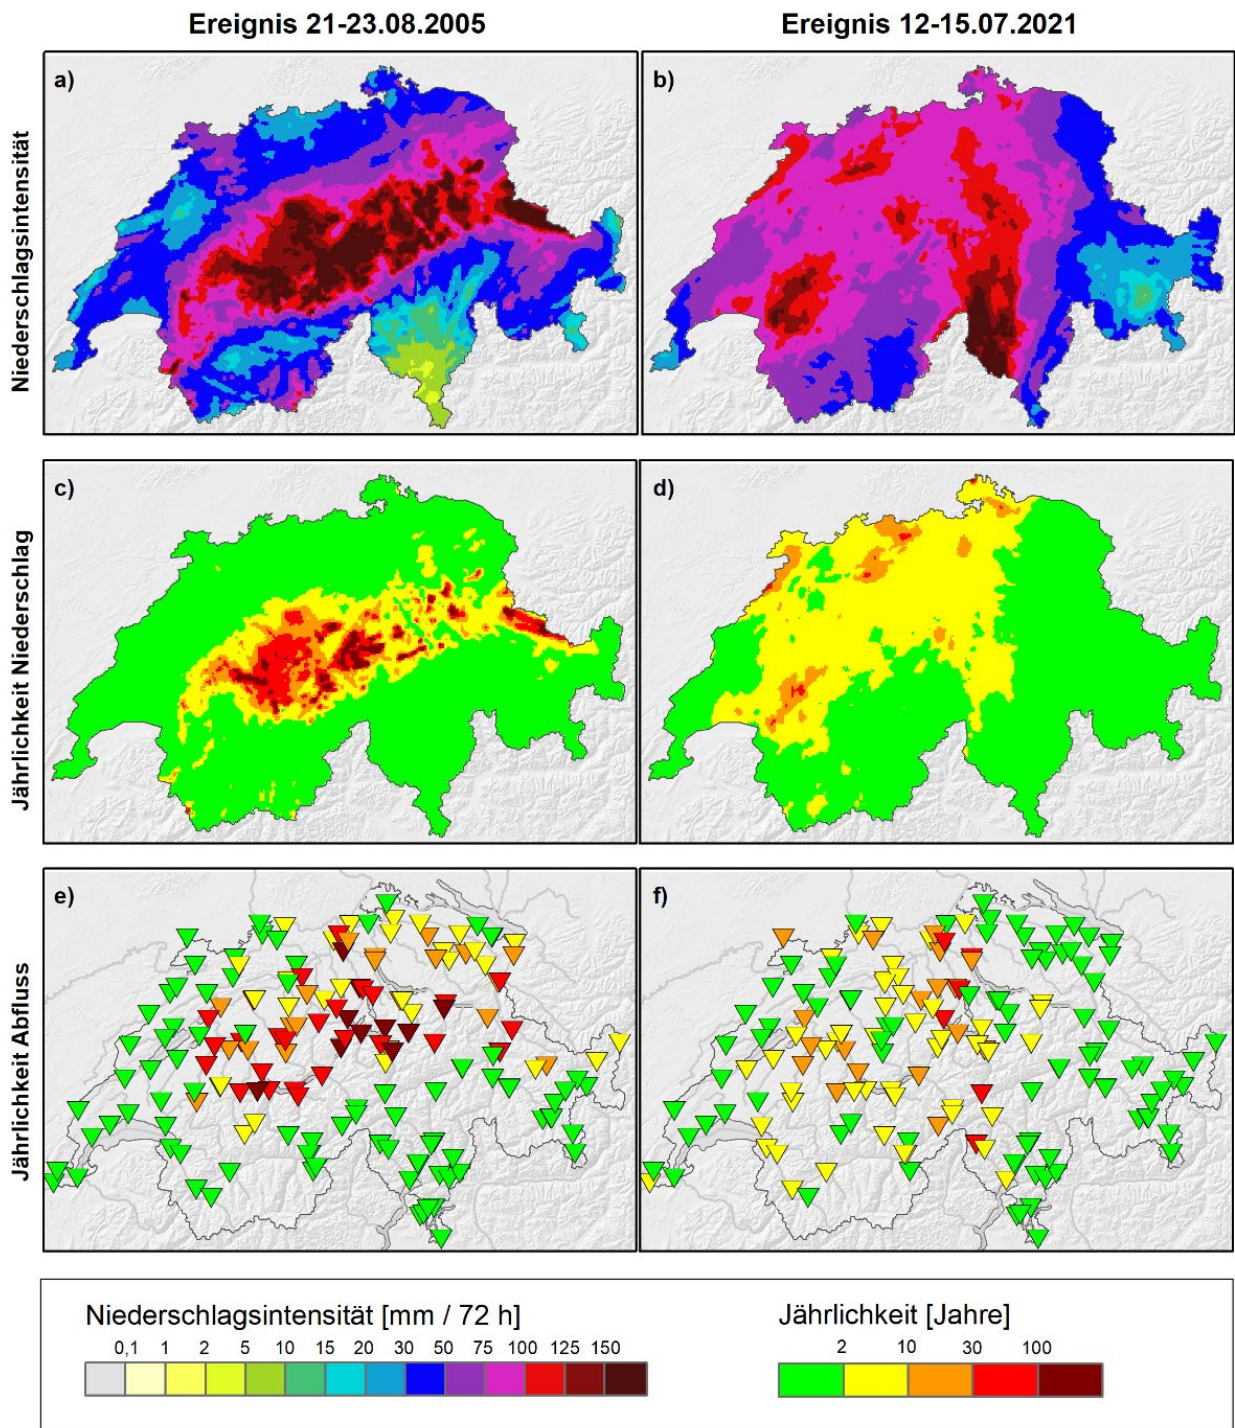 Ereignis 21-23.08.2005 Ereignis 12-15.07.2021
Niederschlagsintensität
a) b)
Jährlichkeit Niederschlag
c) d)
Jährlichkeit Abfluss
e) f)
Niederschlagsintensität [mm / 72 h]
0,1 1 2 5 10 15 20 30 50 75 100 125 150
Jährlichkeit [Jahre]
2 10 30 100